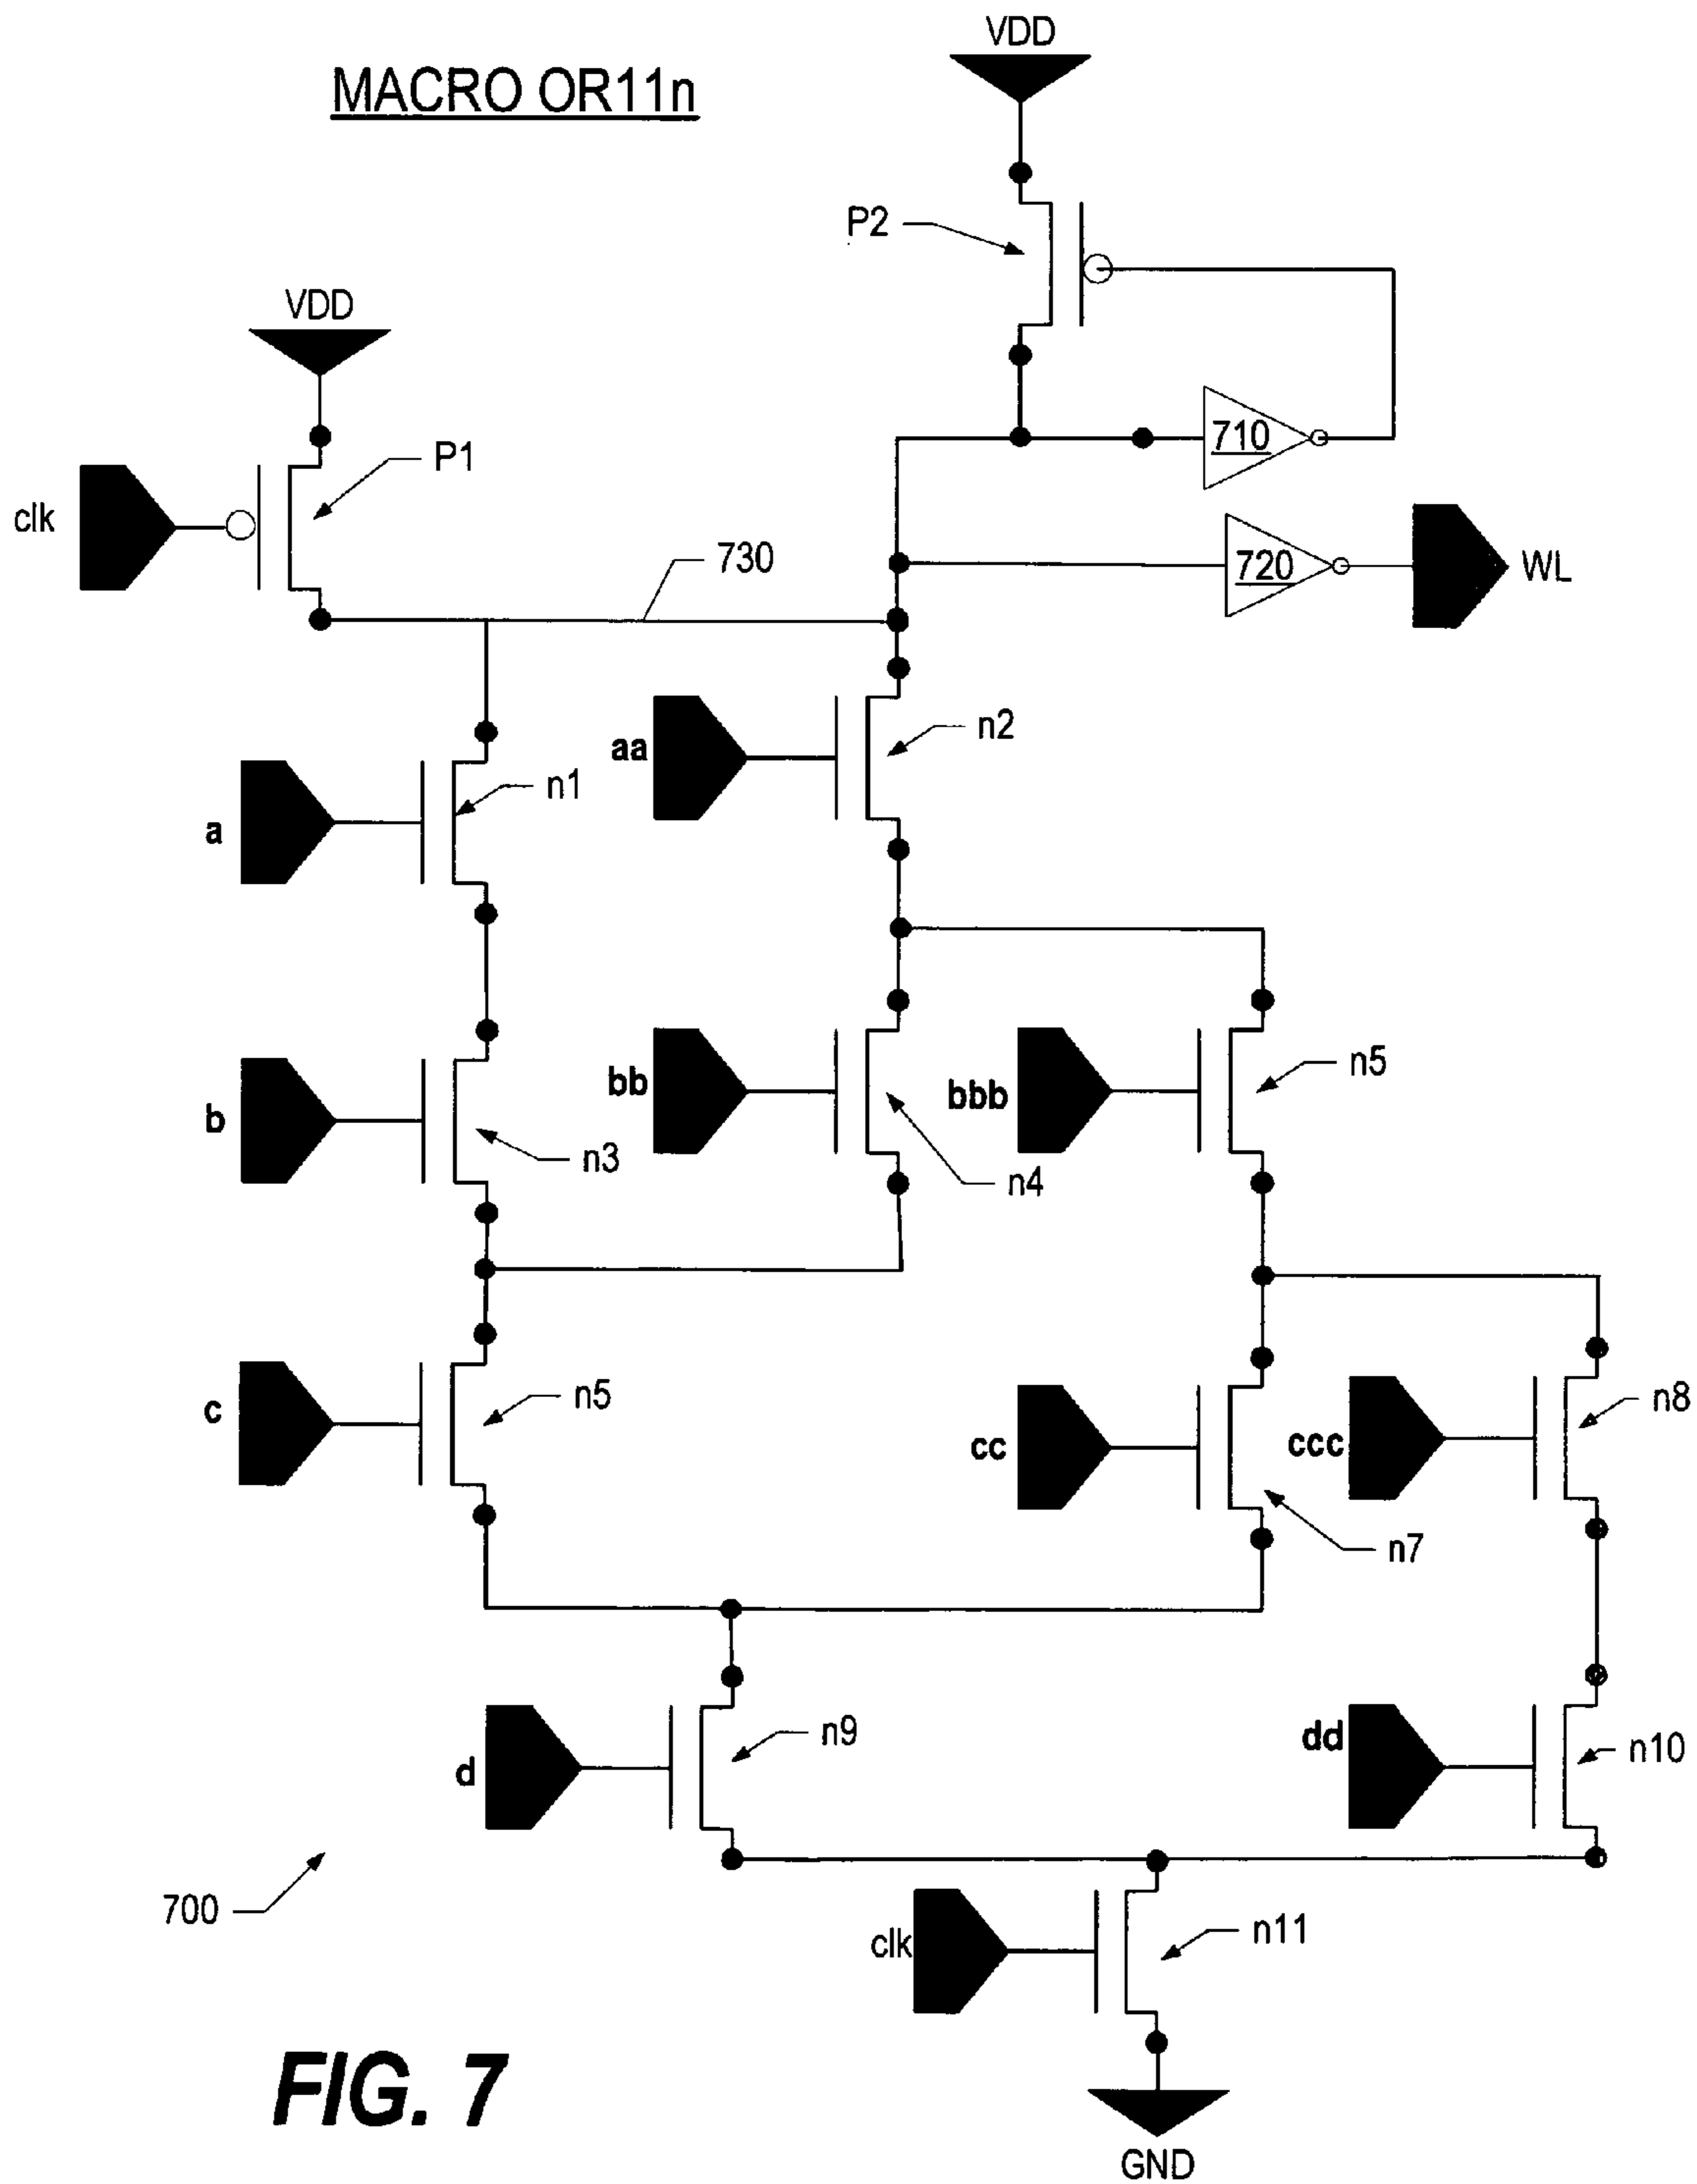 MACRO OR11n
VDD
P2
VDD
710
P1
clk
730
720
WL
n2
aa
n1
a
n5
bb
bbb
b
n3
n4
n5
n8
c
cc
ccc
n7
n9
dd
n10
d
700
n11
clk
FIG. 7
GND